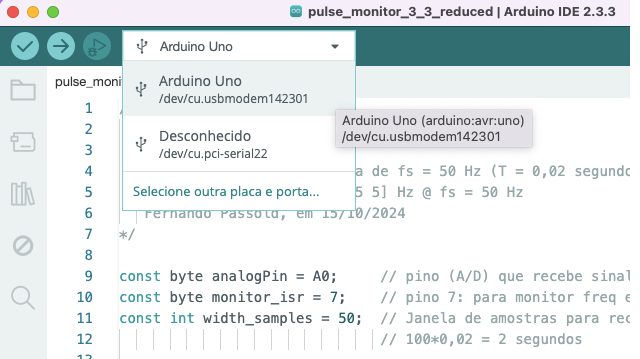 pulse_monitor_3_3_reduced | Arduino IDE 2.3.3
Arduino Uno
pulse_moni
Arduino Uno
/dev/cu.usbmodem142301
Desconhecido
/dev/cu.pci-serial22
Selecione outra placa e porta...
Arduino Uno (arduino:avr:uno)
/dev/cu.usbmodem142301
1 /
2
3
4 a de fs = 50 Hz (T = 0,02 segundo
5 5 5] Hz @ fs = 50 Hz
6 Fernando Passold, em 15/10/2024
7 */
8
9 const byte analogPin = A0; // pino (A/D) que recebe sinal
10 const byte monitor_isr = 7; // pino 7: para monitor freq e
11 const int width_samples = 50; // Janela de amostras para rec
12 // 100*0,02 = 2 segundos